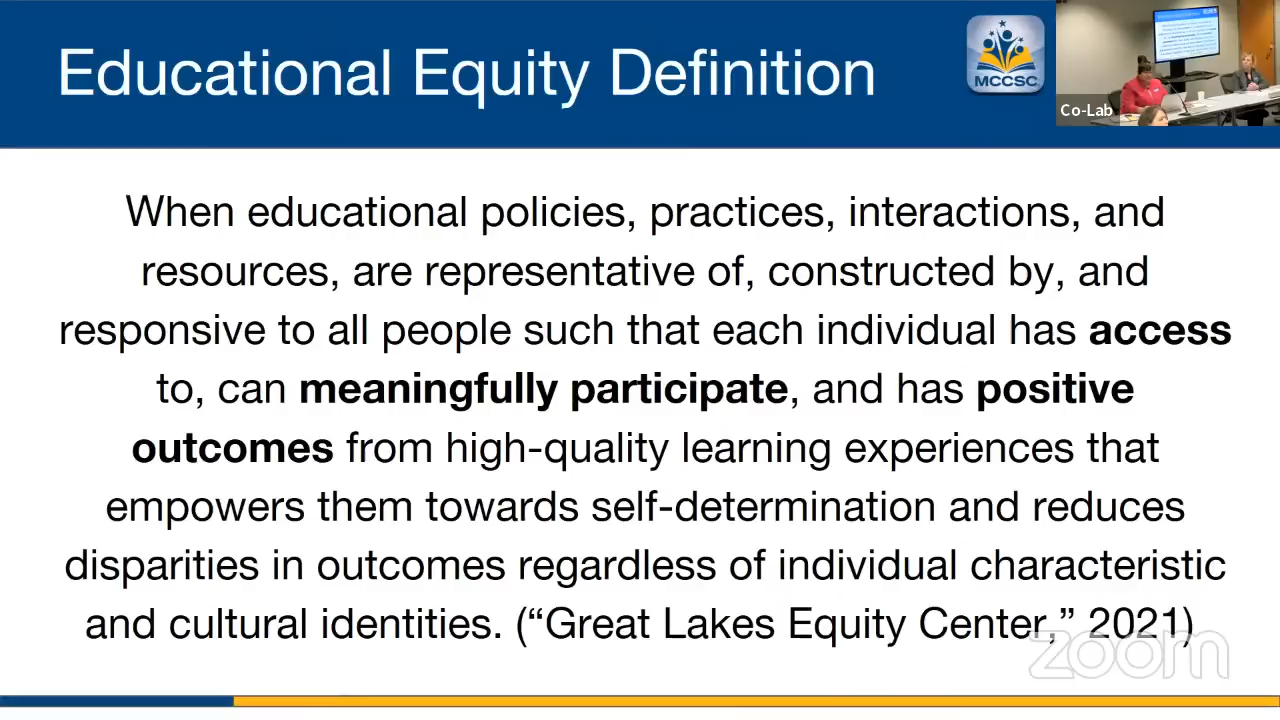 Educational Equity Definition
MCCSC
Co-Lab
When educational policies, practices, interactions, and
resources, are representative of, constructed by, and
responsive to all people such that each individual has access
to, can meaningfully participate, and has positive
outcomes from high-quality learning experiences that
empowers them towards self-determination and reduces
disparities in outcomes regardless of individual characteristic
and cultural identities. (“Great Lakes Equity Center,” 2021)
zoom